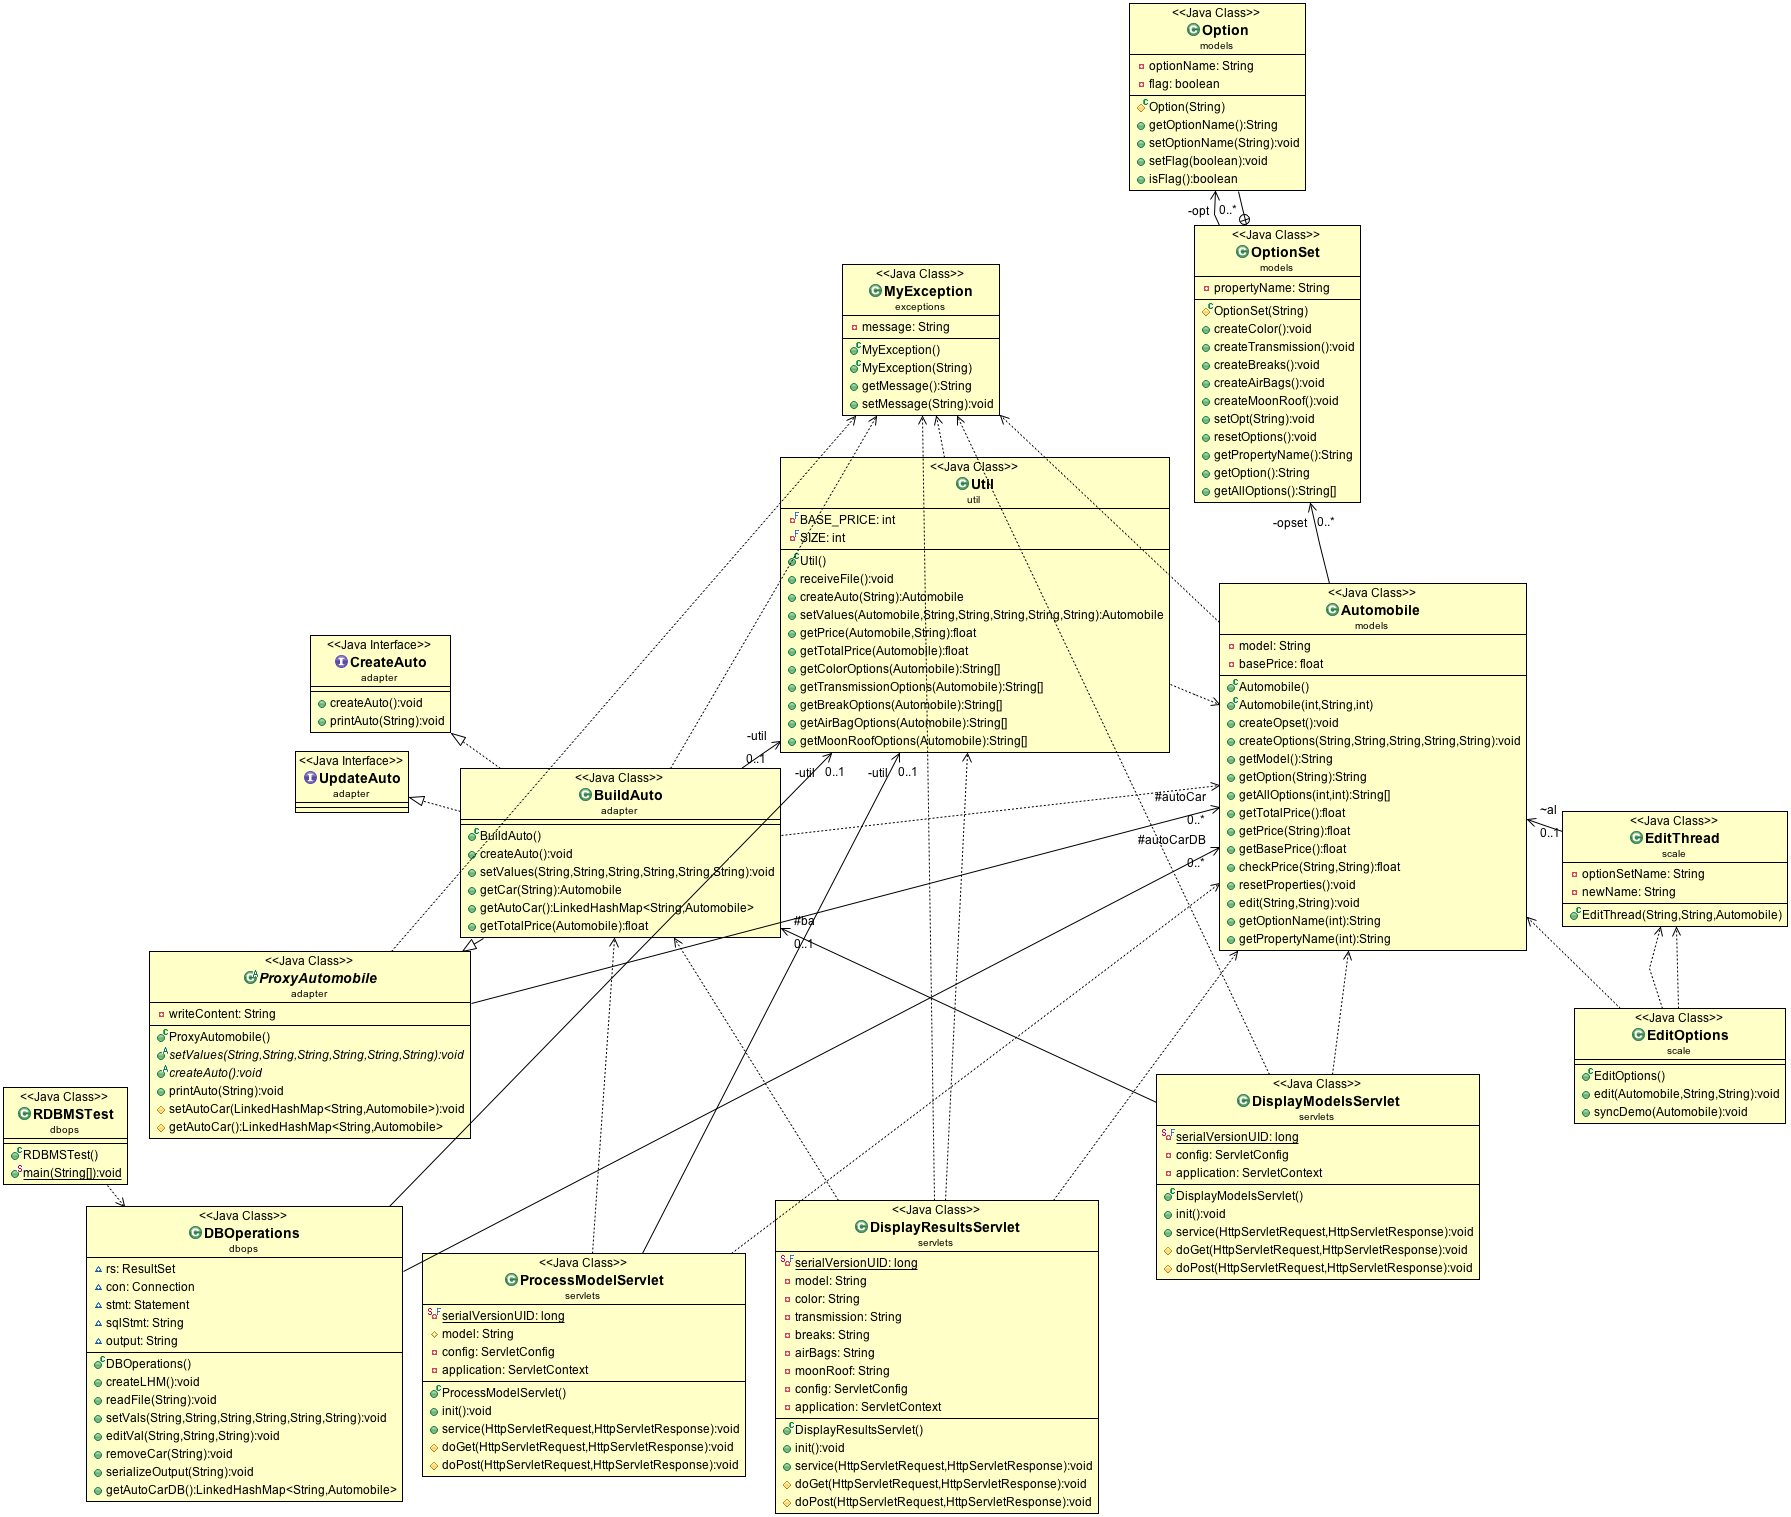 <<Java Class>>
Option
models
optionName: String
flag: boolean
Option(String)
getOptionName():String
setOptionName(String):void
setFlag(boolean):void
isFlag():boolean
-opt 0..*
<<Java Class>>
OptionSet
models
propertyName: String
OptionSet(String)
createColor():void
createTransmission():void
createBreaks():void
createAirBags():void
createMoonRoof():void
setOpt(String):void
resetOptions():void
getPropertyName():String
getOption():String
getAllOptions():String[]
-opset 0..*
<<Java Class>>
MyException
exceptions
message: String
MyException()
MyException(String)
getMessage():String
setMessage(String):void
<<Java Class>>
Util
util
BASE_PRICE: int
SIZE: int
Util()
receiveFile():void
createAuto(String):Automobile
setValues(Automobile,String,String,String,String,String):Automobile
getPrice(Automobile,String):float
getTotalPrice(Automobile):float
getColorOptions(Automobile):String[]
getTransmissionOptions(Automobile):String[]
getBreakOptions(Automobile):String[]
getAirBagOptions(Automobile):String[]
getMoonRoofOptions(Automobile):String[]
<<Java Class>>
Automobile
models
model: String
basePrice: float
Automobile()
Automobile(int,String,int)
createOpset():void
createOptions(String,String,String,String,String):void
getModel():String
getOption(String):String
getAllOptions(int,int):String[]
getTotalPrice():float
getPrice(String):float
getBasePrice():float
checkPrice(String,String):float
resetProperties():void
edit(String,String):void
getOptionName(int):String
getPropertyName(int):String
<<Java Interface>>
CreateAuto
adapter
createAuto():void
printAuto(String):void
<<Java Interface>>
UpdateAuto
adapter
-util
0..1
-util 0..1
-util 0..1
#autoCar
0..*
#autoCarDB
0..*
~al
0..1
<<Java Class>>
BuildAuto
adapter
BuildAuto()
createAuto():void
setValues(String,String,String,String,String,String):void
getCar(String):Automobile
getAutoCar():LinkedHashMap<String,Automobile>
getTotalPrice(Automobile):float
#ba
0..1
<<Java Class>>
EditThread
scale
optionSetName: String
newName: String
EditThread(String,String,Automobile)
<<Java Class>>
ProxyAutomobile
adapter
writeContent: String
ProxyAutomobile()
setValues(String,String,String,String,String,String):void
createAuto():void
printAuto(String):void
setAutoCar(LinkedHashMap<String,Automobile>):void
getAutoCar():LinkedHashMap<String,Automobile>
<<Java Class>>
EditOptions
scale
EditOptions()
edit(Automobile,String,String):void
syncDemo(Automobile):void
<<Java Class>>
RDBMSTest
dbops
RDBMSTest()
main(String[]):void
<<Java Class>>
DisplayModelsServlet
servlets
serialVersionUID: long
config: ServletConfig
application: ServletContext
DisplayModelsServlet()
init():void
service(HttpServletRequest,HttpServletResponse):void
doGet(HttpServletRequest,HttpServletResponse):void
doPost(HttpServletRequest,HttpServletResponse):void
<<Java Class>>
DBOperations
dbops
rs: ResultSet
con: Connection
stmt: Statement
sqlStmt: String
output: String
DBOperations()
createLHM():void
readFile(String):void
setVals(String,String,String,String,String,String):void
editVal(String,String,String):void
removeCar(String):void
serializeOutput(String):void
getAutoCarDB():LinkedHashMap<String,Automobile>
<<Java Class>>
ProcessModelServlet
servlets
serialVersionUID: long
model: String
config: ServletConfig
application: ServletContext
ProcessModelServlet()
init():void
service(HttpServletRequest,HttpServletResponse):void
doGet(HttpServletRequest,HttpServletResponse):void
doPost(HttpServletRequest,HttpServletResponse):void
<<Java Class>>
DisplayResultsServlet
servlets
serialVersionUID: long
model: String
color: String
transmission: String
breaks: String
airBags: String
moonRoof: String
config: ServletConfig
application: ServletContext
DisplayResultsServlet()
init():void
service(HttpServletRequest,HttpServletResponse):void
doGet(HttpServletRequest,HttpServletResponse):void
doPost(HttpServletRequest,HttpServletResponse):void